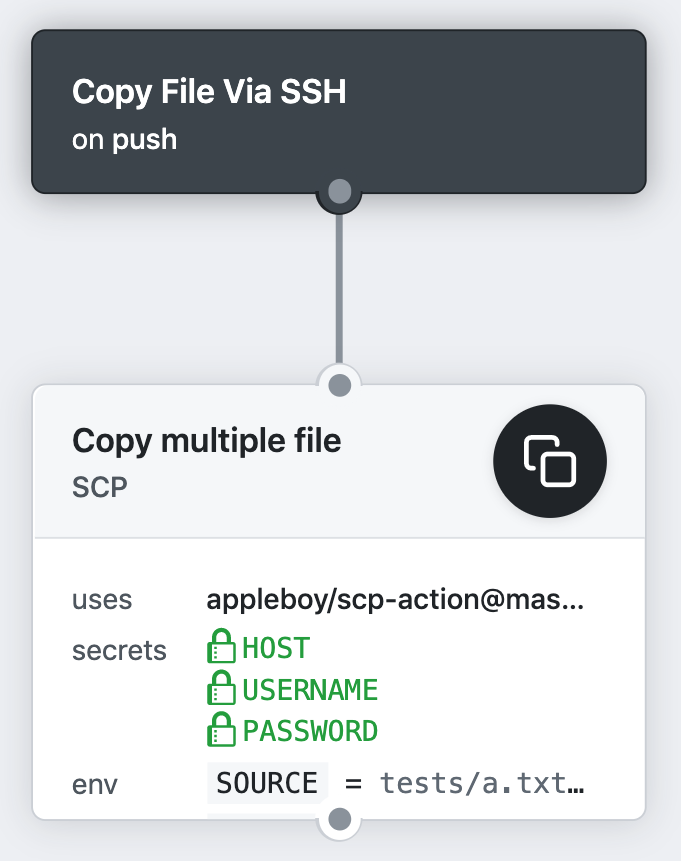 Copy File Via SSH
on push
Copy multiple file
SCP
uses appleboy/scp-action@mas...
secrets HOST
USERNAME
PASSWORD
env SOURCE = tests/a.txt…